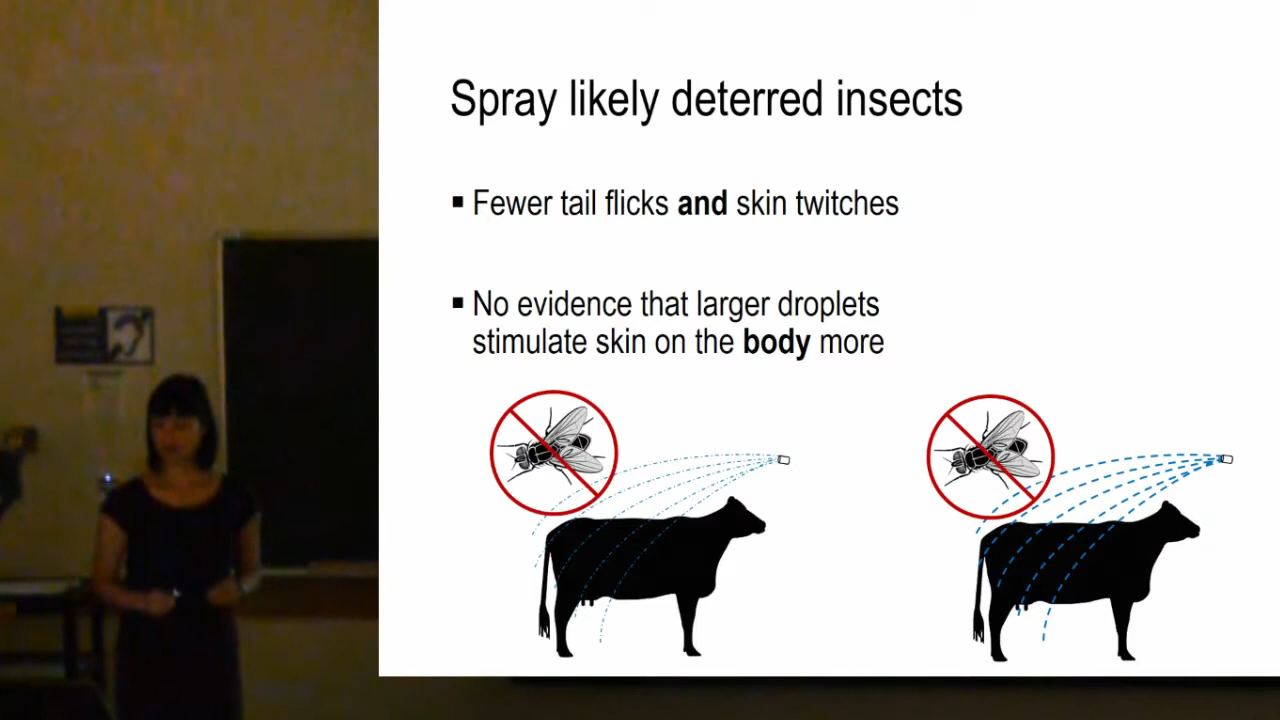 Spray likely deterred insects
▪ Fewer tail flicks and skin twitches
▪ No evidence that larger droplets
stimulate skin on the body more